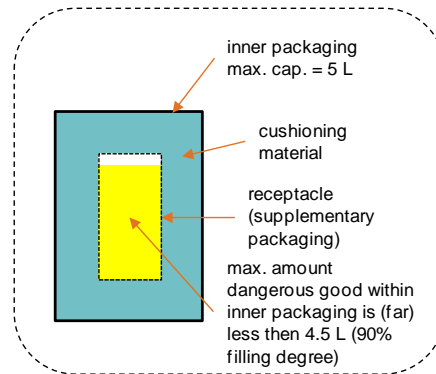 inner packaging
max. cap. = 5 L
cushioning
material
receptacle
(supplementary
packaging)
max. amount
dangerous good within
inner packaging is (far)
less then 4.5 L (90%
filling degree)